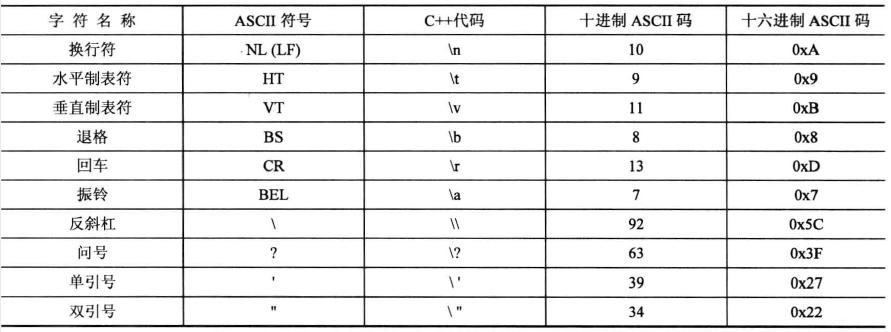 字符名称 ASCII 符号 C++代码 十进制 ASCII 码 十六进制 ASCII 码
换行符 NL (LF) \n 10 0xA
水平制表符 HT \t 9 0x9
垂直制表符 VT \v 11 0xB
退格 BS \b 8 0x8
回车 CR \r 13 0xD
振铃 BEL \a 7 0x7
反斜杠 \ \\ 92 0x5C
问号 ? \? 63 0x3F
单引号 ' \' 39 0x27
双引号 " \" 34 0x22